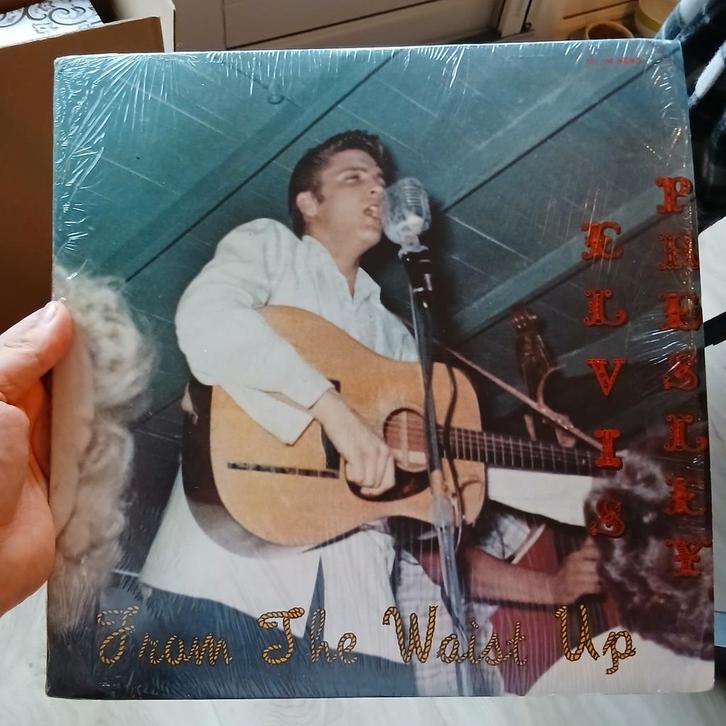 ELVIS
PRESLEY
From The Waist Up